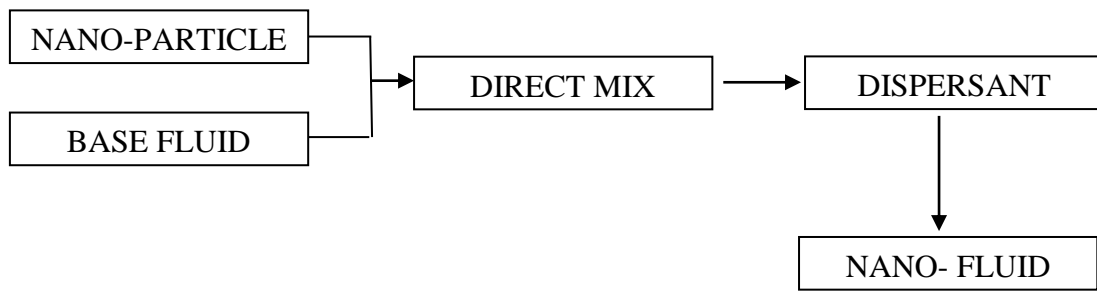 NANO-PARTICLE
BASE FLUID
DIRECT MIX
DISPERSANT
NANO- FLUID